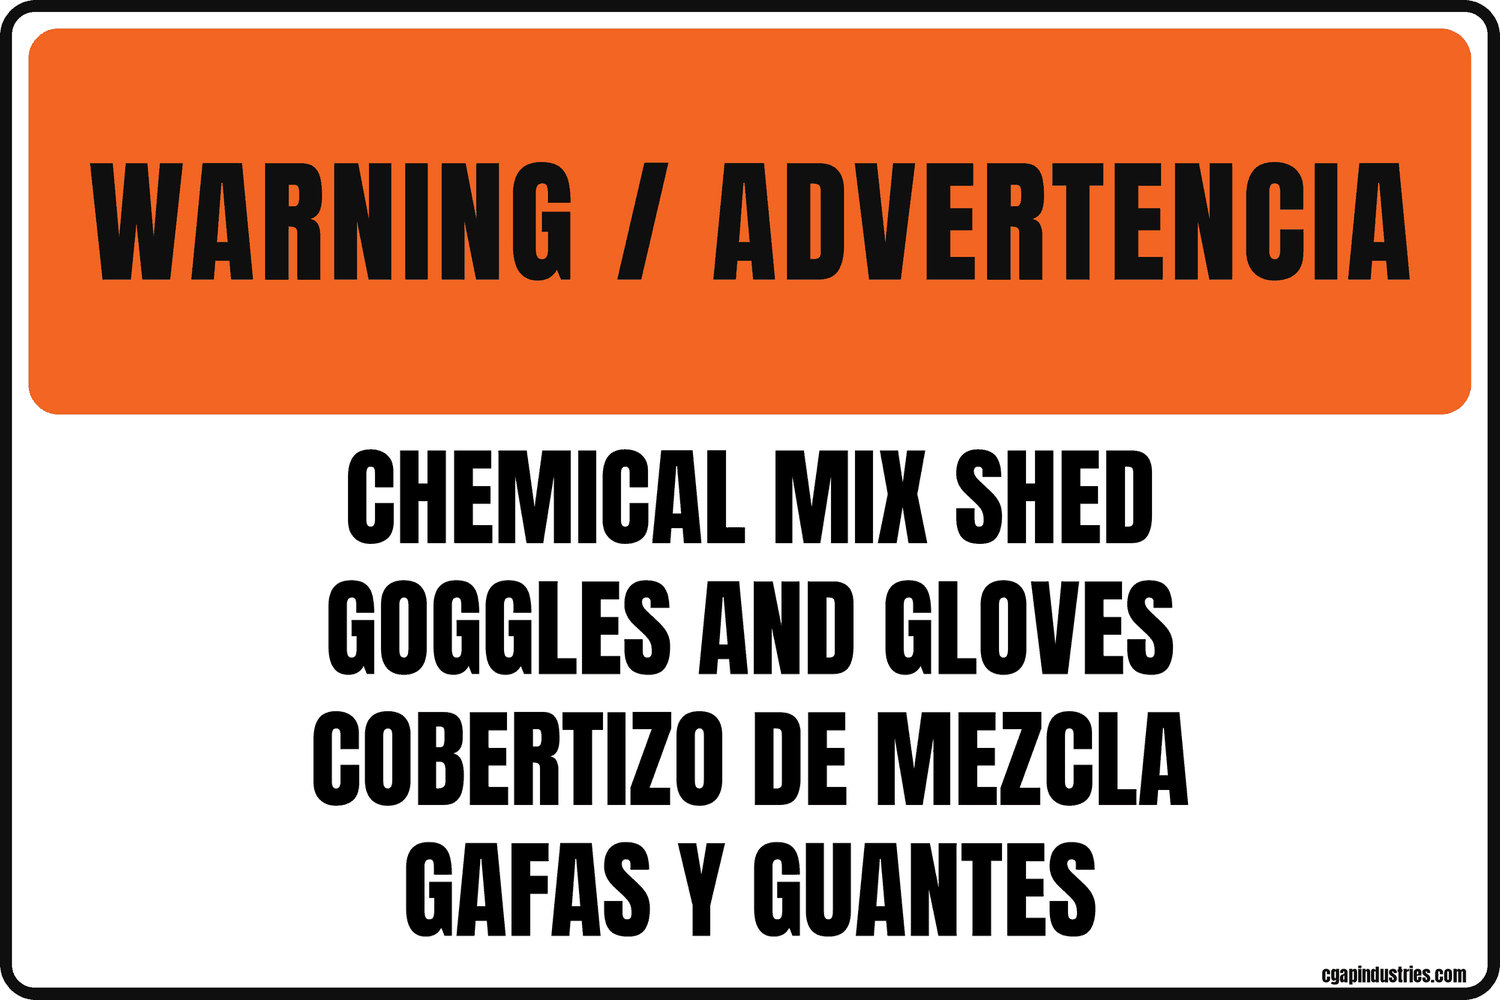 WARNING / ADVERTENCIA
CHEMICAL MIX SHED
GOGGLES AND GLOVES
COBERTIZO DE MEZCLA
GAFAS Y GUANTES
cgapindustries.com